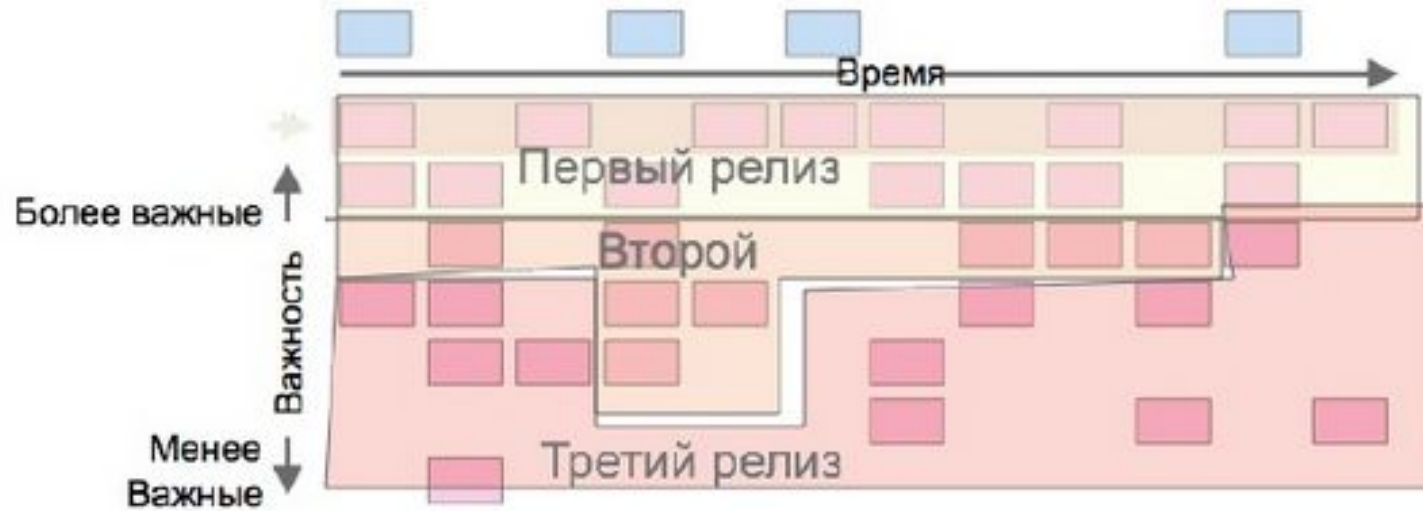 Время
Первый релиз
Более важные
Второй
Важность
Менее
Важные
Третий релиз